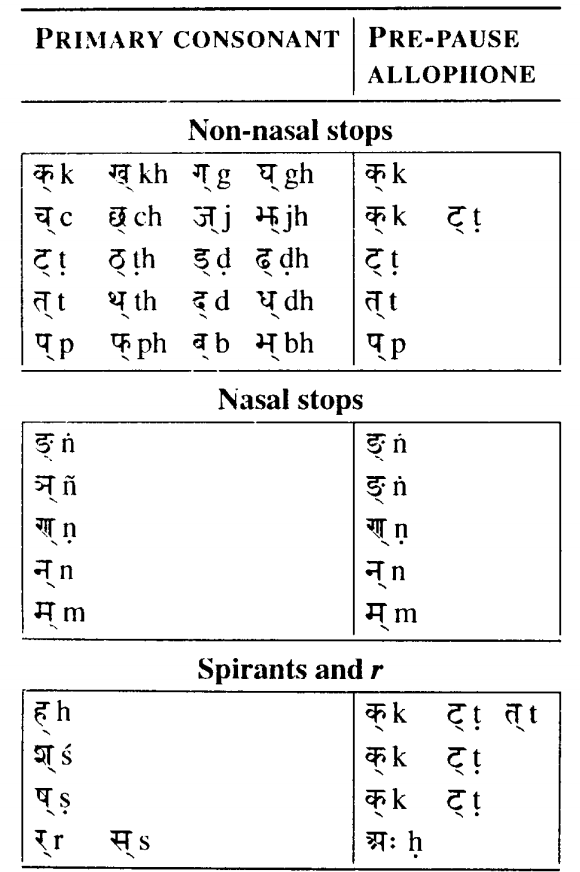 PRIMARY CONSONANT PRE-PAUSE
ALLOPHONE
Non-nasal stops
क् k ख् kh ग् g घ् gh क् k
च् c छ् ch ज् j झ् jh क् k ट् ṭ
ट् ṭ ठ् ṭh ड् ḍ ढ् ḍh ट् ṭ
त् t थ् th द् d ध् dh त् t
प् p फ् ph ब् b भ् bh प् p
Nasal stops
ङ् ṅ ङ् ṅ
ञ् ñ ङ् ṅ
ण् ṇ ण् ṇ
न् n न् n
म् m म् m
Spirants and r
ह् h क् k ट् ṭ त् t
श् ś क् k ट् ṭ
ष् ṣ क् k ट् ṭ
र् r स् s अः ḥ